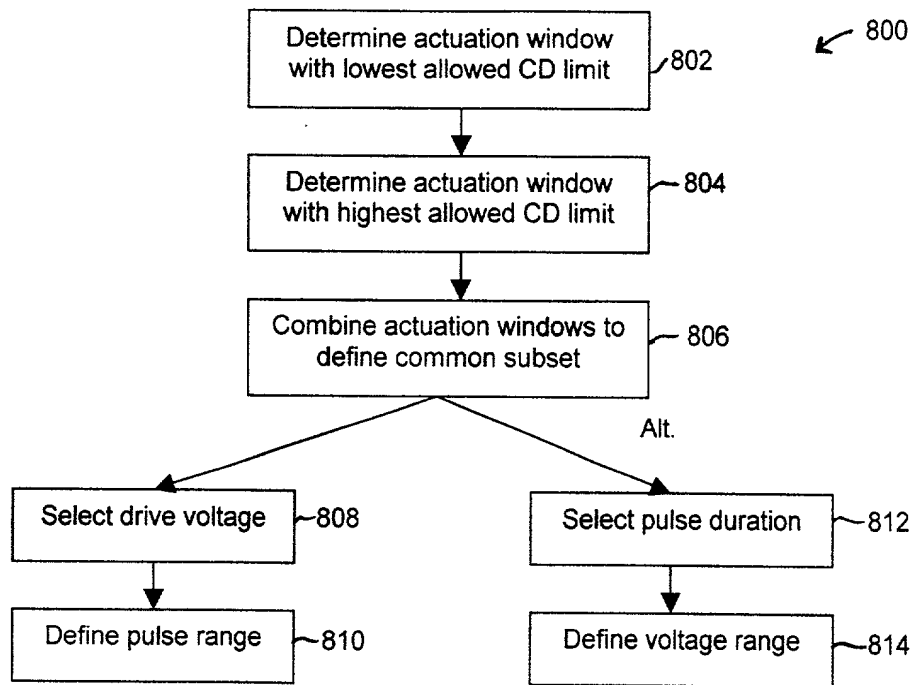 800
Determine actuation window
with lowest allowed CD limit
802
Determine actuation window
with highest allowed CD limit
804
Combine actuation windows to
define common subset
806
Alt.
Select drive voltage
808
Select pulse duration
812
Define pulse range
810
Define voltage range
814